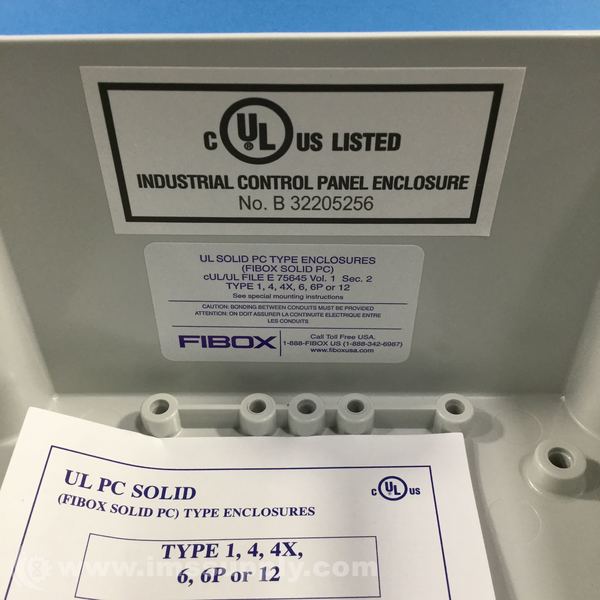 c UL US LISTED
®
INDUSTRIAL CONTROL PANEL ENCLOSURE
No. B 32205256
UL SOLID PC TYPE ENCLOSURES
(FIBOX SOLID PC)
cUL/UL FILE E 75645 Vol. 1 Sec. 2
TYPE 1, 4, 4X, 6, 6P or 12
See special mounting instructions
CAUTION: BONDING BETWEEN CONDUITS MUST BE PROVIDED
ATTENTION: ON DOIT ASSURER LA CONTINUITE ELECTRIQUE ENTRE
LES CONDUITS
FIBOX
Call Toll Free USA,
1-888-FIBOX US (1-888-342-6987)
www.fiboxusa.com
UL PC SOLID
c UL us
(FIBOX SOLID PC) TYPE ENCLOSURES
TYPE 1, 4, 4X,
6, 6P or 12
www.imsupply.com